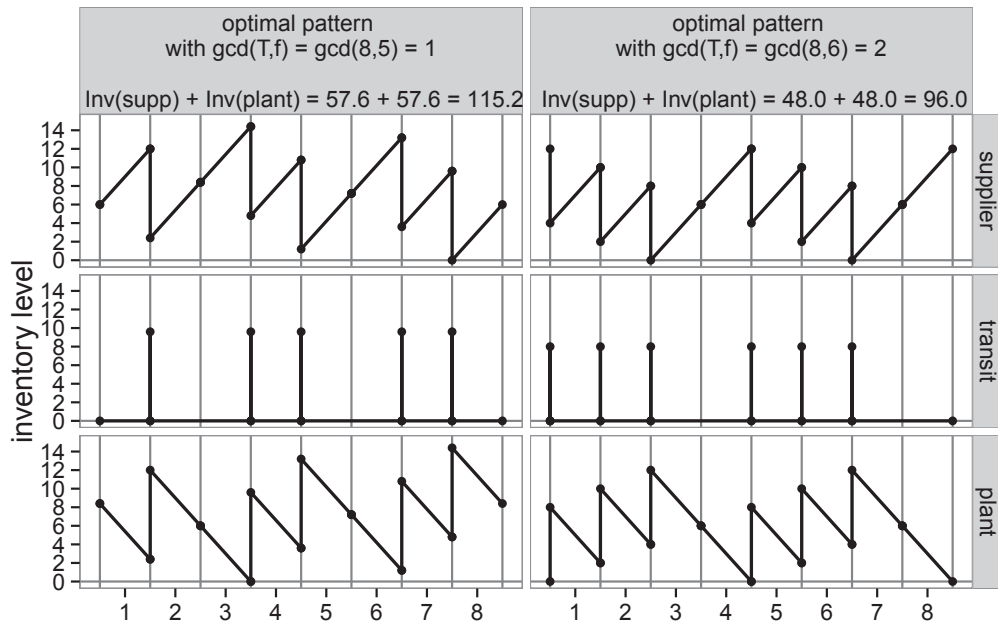 optimal pattern
with gcd(T,f) = gcd(8,5) = 1
Inv(supp) + Inv(plant) = 57.6 + 57.6 = 115.2
optimal pattern
with gcd(T,f) = gcd(8,6) = 2
Inv(supp) + Inv(plant) = 48.0 + 48.0 = 96.0
inventory level
14
12
10
8
6
4
2
0
supplier
14
12
10
8
6
4
2
0
transit
14
12
10
8
6
4
2
0
plant
1 2 3 4 5 6 7 8
1 2 3 4 5 6 7 8